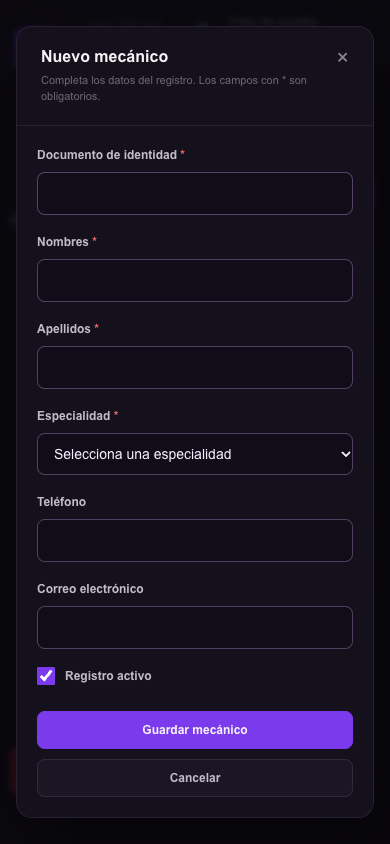 Nuevo mecánico
×
Completa los datos del registro. Los campos con * son
obligatorios.
Documento de identidad *
Nombres *
Apellidos *
Especialidad *
Selecciona una especialidad
Teléfono
Correo electrónico
Registro activo
Guardar mecánico
Cancelar